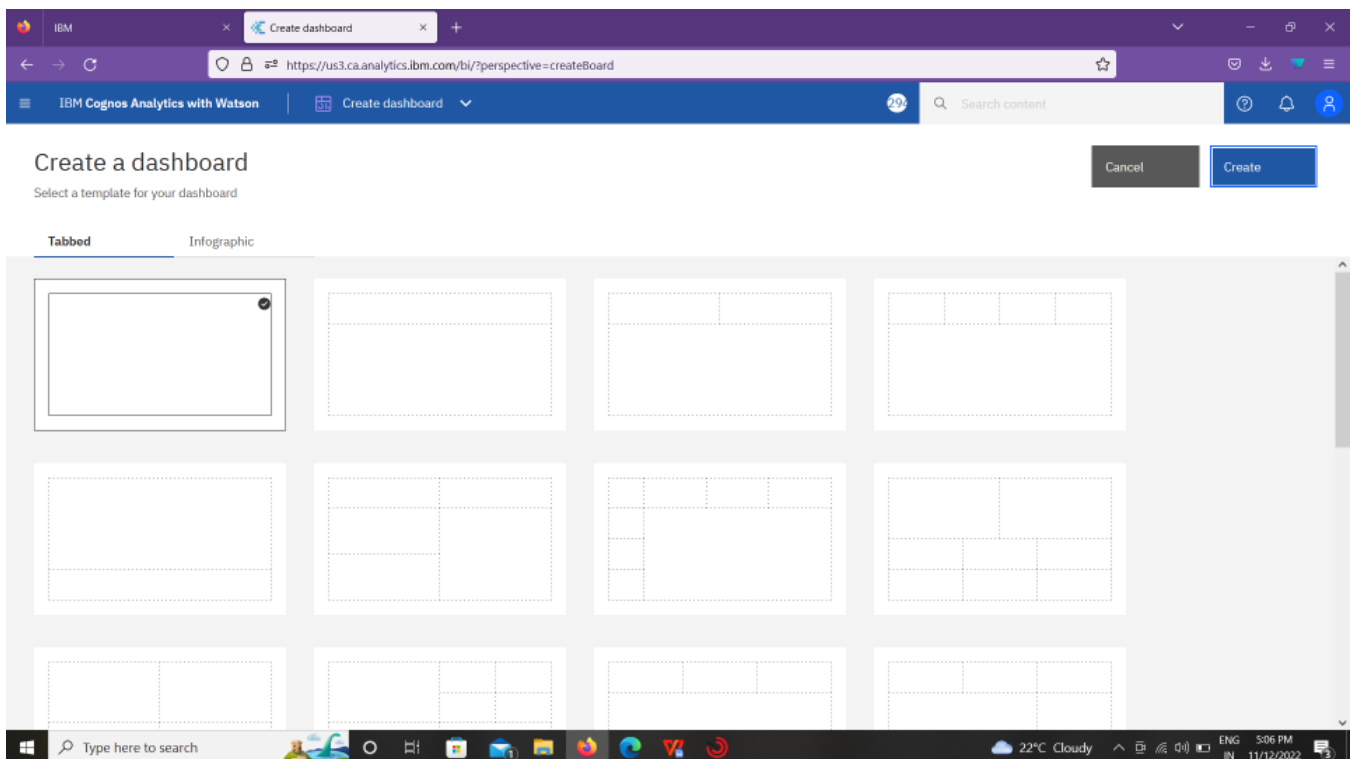 IBM
Create dashboard
https://us3.ca.analytics.ibm.com/bi/?perspective=createBoard
IBM Cognos Analytics with Watson
Create dashboard
294
Search content
Create a dashboard
Select a template for your dashboard
Cancel
Create
Tabbed
Infographic
Type here to search
22°C Cloudy
ENG
IN
5:06 PM
11/12/2022